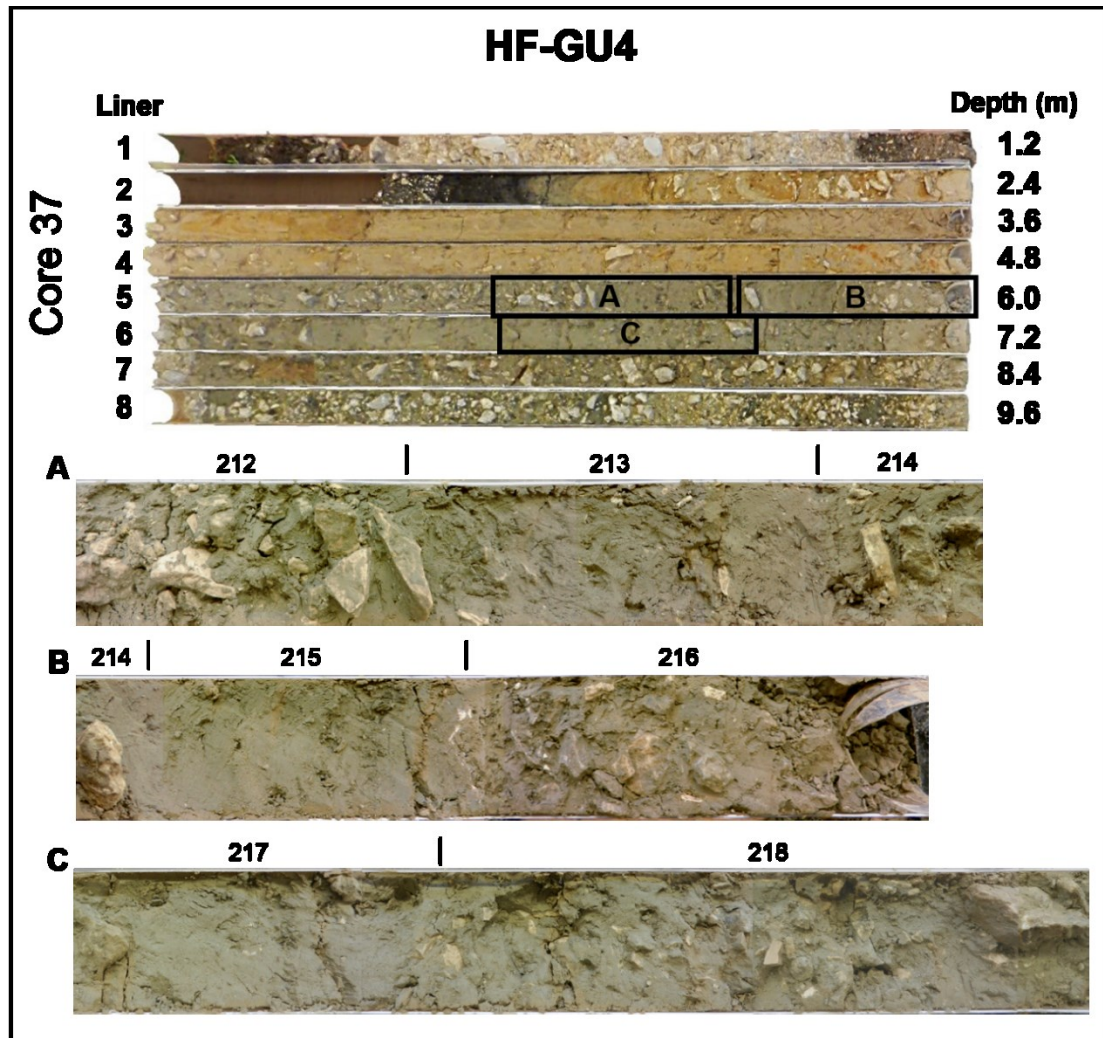 HF-GU4
Liner Depth (m)
Core 37
1 1.2
2 2.4
3 3.6
4 4.8
5 A B 6.0
6 C 7.2
7 8.4
8 9.6
A 212 213 214
B 214 215 216
C 217 218